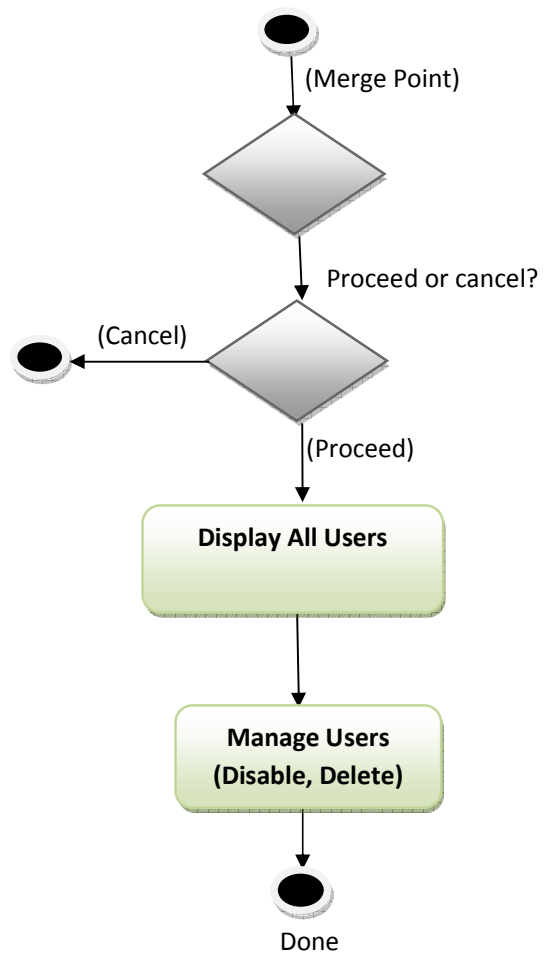 (Merge Point)
Proceed or cancel?
(Cancel)
(Proceed)
Display All Users
Manage Users
(Disable, Delete)
Done